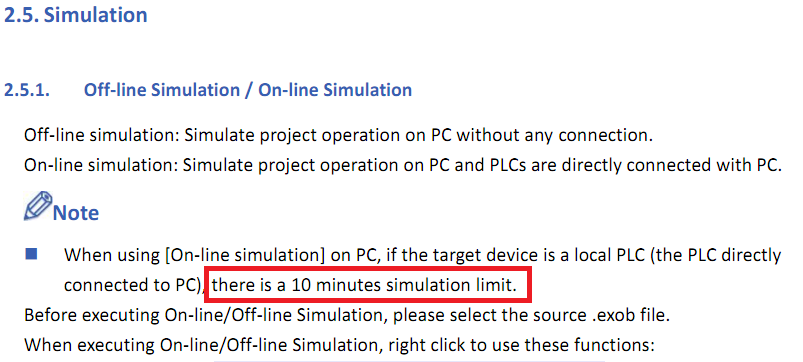 2.5. Simulation
2.5.1. Off-line Simulation / On-line Simulation
Off-line simulation: Simulate project operation on PC without any connection.
On-line simulation: Simulate project operation on PC and PLCs are directly connected with PC.
Note
■ When using [On-line simulation] on PC, if the target device is a local PLC (the PLC directly
connected to PC), there is a 10 minutes simulation limit.
Before executing On-line/Off-line Simulation, please select the source .exob file.
When executing On-line/Off-line Simulation, right click to use these functions: